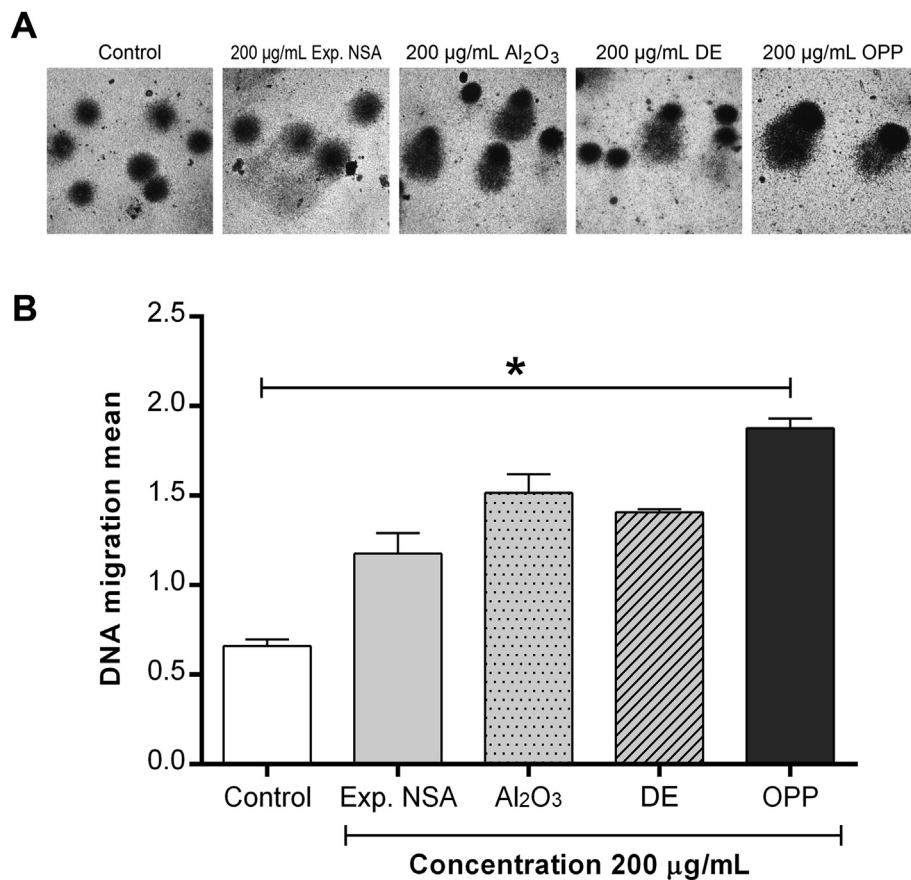 A
Control
200 µg/mL Exp. NSA
200 µg/mL Al₂O₃
200 µg/mL DE
200 µg/mL OPP
B
2.5
2.0
1.5
1.0
0.5
0.0
DNA migration mean
*
Control
Exp. NSA
Al₂O₃
DE
OPP
Concentration 200 µg/mL